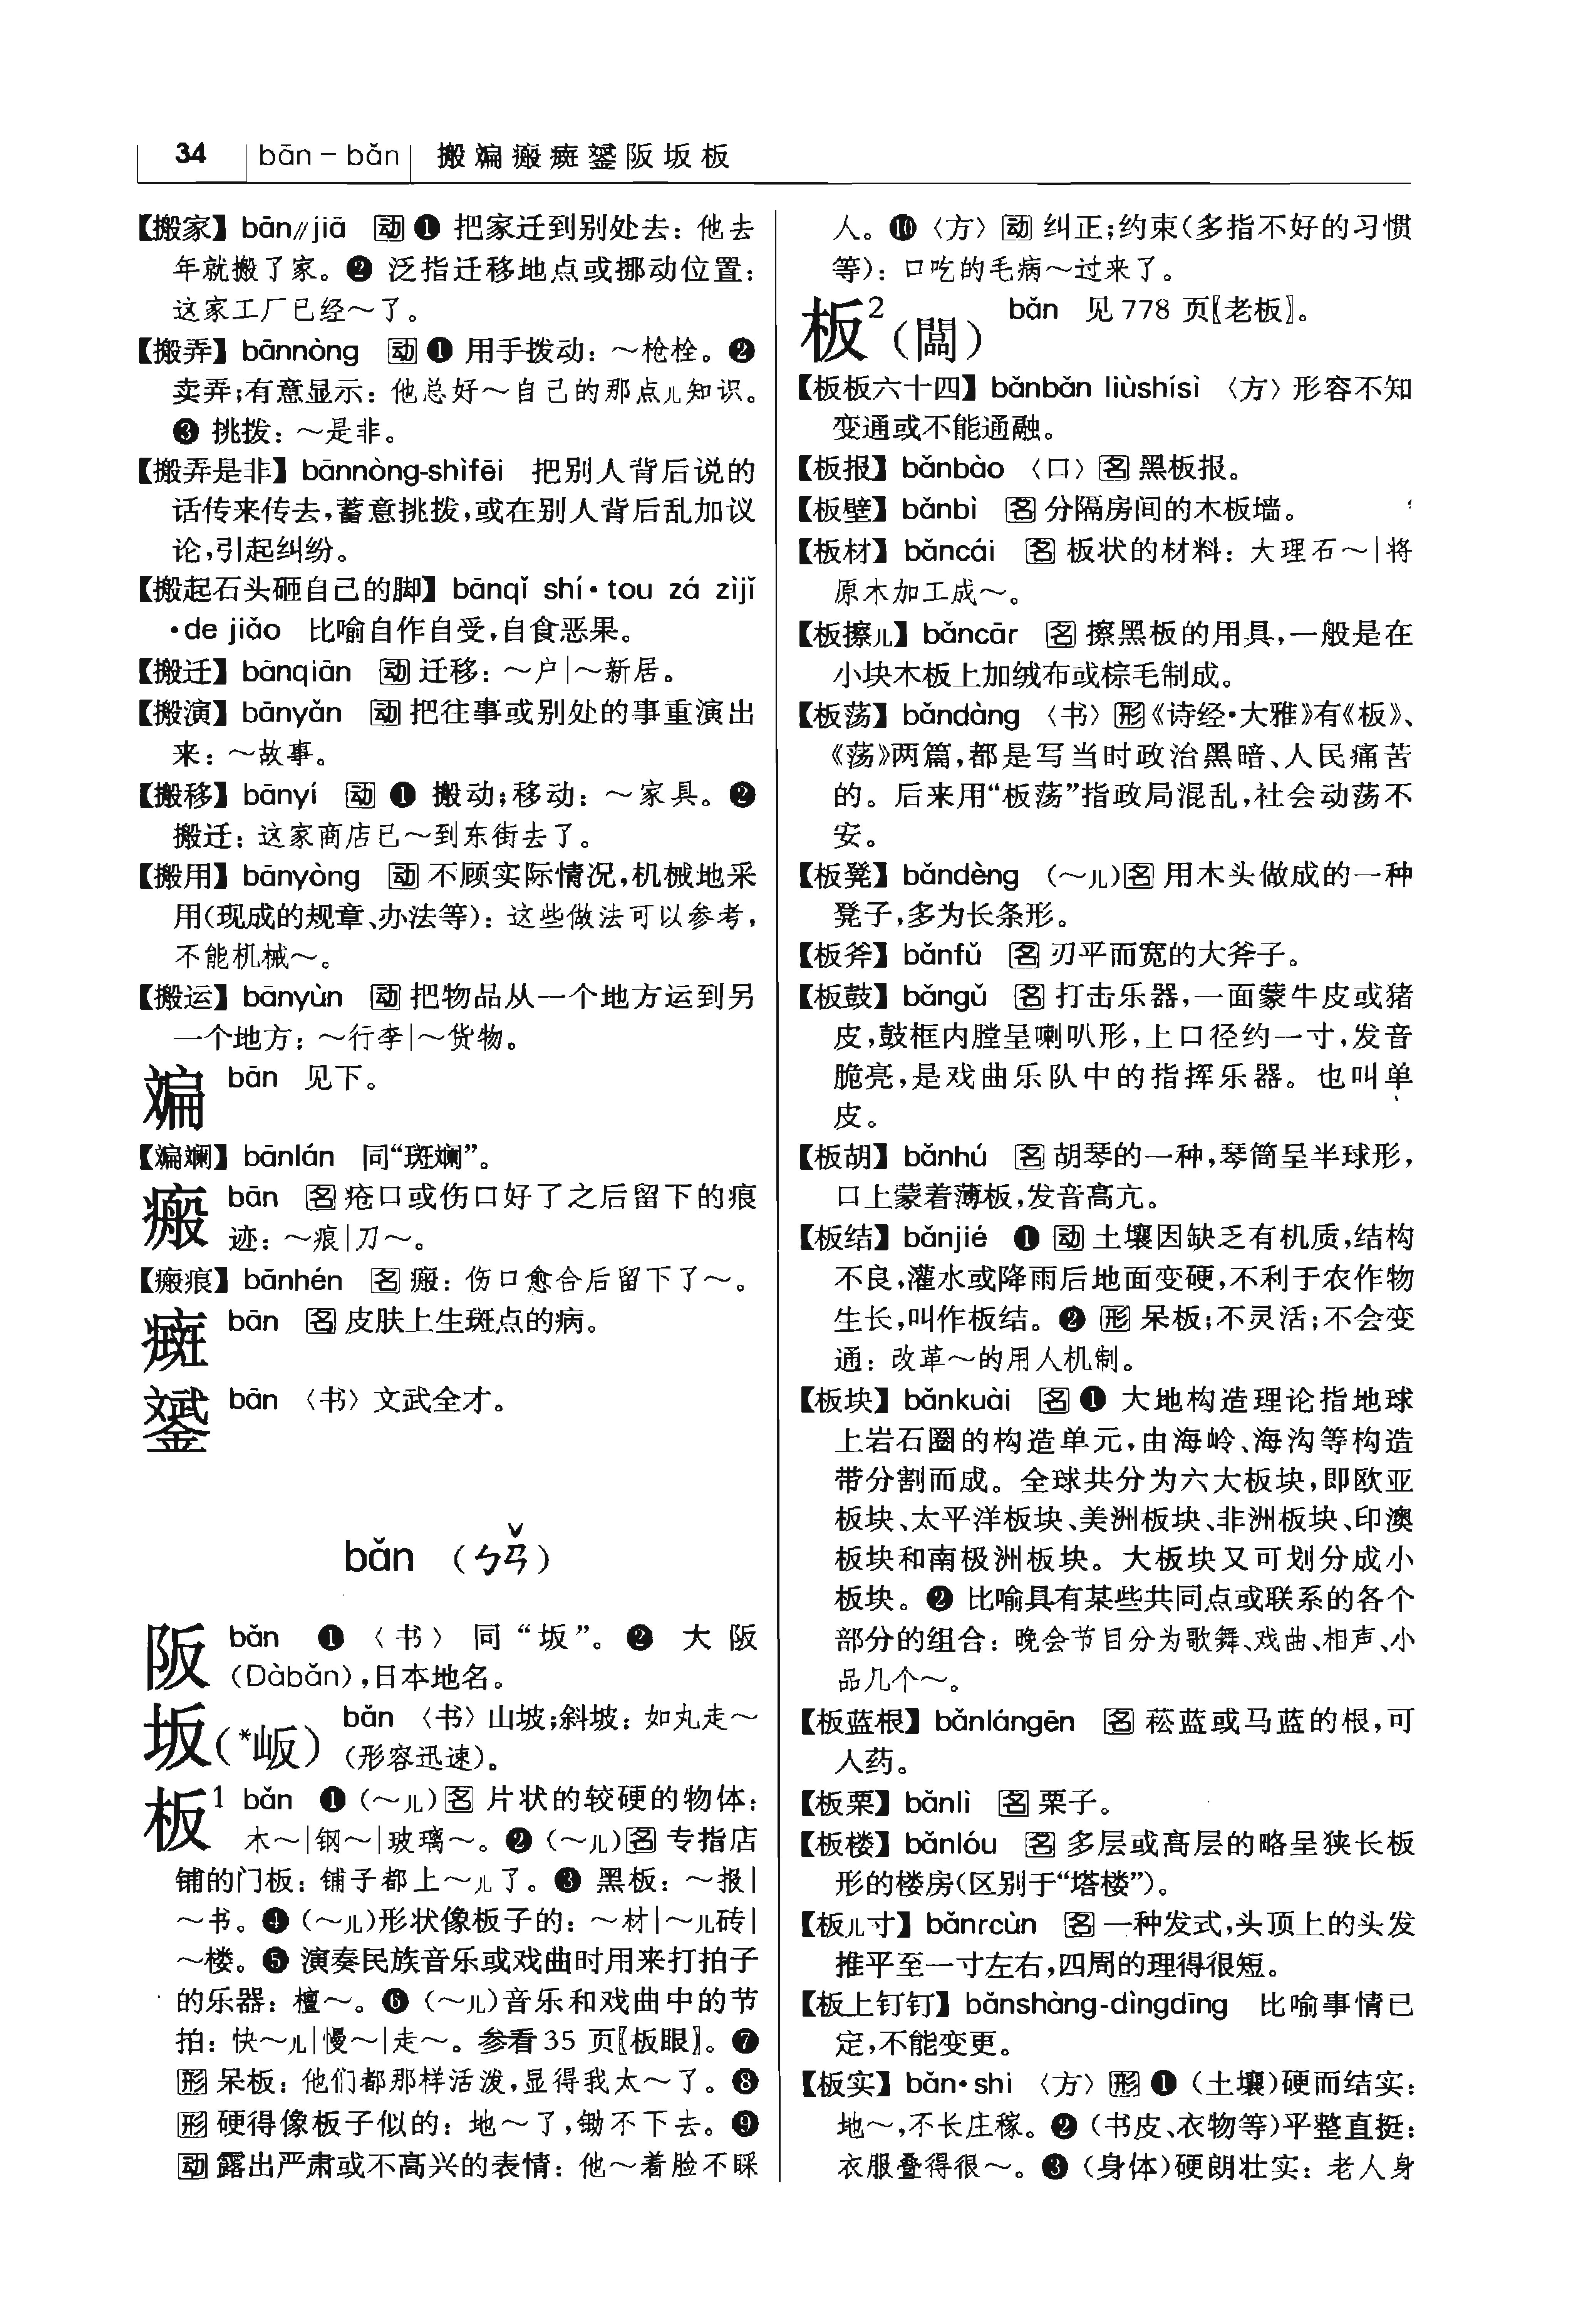 34 bān－bǎn 搬斒瘢癍𨭉阪坂板
【搬家】bān∥jiā 动❶ 把家迁到别处去：他去
年就搬了家。❷ 泛指迁移地点或挪动位置：
这家工厂已经～了。
【搬弄】bānnòng 动❶ 用手拨动：～枪栓。❷
卖弄;有意显示：他总好～自己的那点儿知识。
❸ 挑拨：～是非。
【搬弄是非】bānnòng-shìfēi 把别人背后说的
话传来传去,蓄意挑拨,或在别人背后乱加议
论,引起纠纷。
【搬起石头砸自己的脚】bānqǐ shí·tou zá zìjǐ
·de jiǎo 比喻自作自受,自食恶果。
【搬迁】bānqiān 动 迁移：～户|～新居。
【搬演】bānyǎn 动 把往事或别处的事重演出
来：～故事。
【搬移】bānyí 动❶ 搬动;移动：～家具。❷
搬迁：这家商店已～到东街去了。
【搬用】bānyòng 动 不顾实际情况,机械地采
用(现成的规章、办法等)：这些做法可以参考,
不能机械～。
【搬运】bānyùn 动 把物品从一个地方运到另
一个地方：～行李|～货物。
斒 bān 见下。
【斒斓】bānlán 同“斑斓”。
瘢 bān 名 疮口或伤口好了之后留下的痕
迹：～痕|刀～。
【瘢痕】bānhén 名 瘢：伤口愈合后留下了～。
癍 bān 名 皮肤上生斑点的病。
bān 〈书〉文武全才。
bǎn (ㄅㄢˇ)
阪 bǎn ❶〈书〉同“坂”。❷ 大阪
(Dàbǎn),日本地名。
坂(*岅) bǎn 〈书〉山坡;斜坡：如丸走～
(形容迅速)。
板¹ bǎn ❶(～儿)名 片状的较硬的物体：
木～|钢～|玻璃～。❷(～儿)名 专指店
铺的门板：铺子都上～儿了。❸ 黑板：～报|
～书。❹(～儿)形状像板子的：～材|～儿砖|
～楼。❺ 演奏民族音乐或戏曲时用来打拍子
的乐器：檀～。❻(～儿)音乐和戏曲中的节
拍：快～儿|慢～|走～。参看35 页〖板眼〗。❼
形 呆板：他们都那样活泼,显得我太～了。❽
形 硬得像板子似的：地～了,锄不下去。❾
动 露出严肃或不高兴的表情：他～着脸不睬
人。❿〈方〉动 纠正;约束(多指不好的习惯
等)：口吃的毛病～过来了。
板²(闆) bǎn 见 778 页〖老板〗。
【板板六十四】bǎnbǎn liùshísì 〈方〉形容不知
变通或不能通融。
【板报】bǎnbào 〈口〉名 黑板报。
【板壁】bǎnbì 名 分隔房间的木板墙。
【板材】bǎncái 名 板状的材料：大理石～|将
原木加工成～。
【板擦儿】bǎncār 名 擦黑板的用具,一般是在
小块木板上加绒布或棕毛制成。
【板荡】bǎndàng 〈书〉形《诗经·大雅》有《板》、
《荡》两篇,都是写当时政治黑暗、人民痛苦
的。后来用“板荡”指政局混乱,社会动荡不
安。
【板凳】bǎndèng (～儿)名 用木头做成的一种
凳子,多为长条形。
【板斧】bǎnfǔ 名 刃平而宽的大斧子。
【板鼓】bǎngǔ 名 打击乐器,一面蒙牛皮或猪
皮,鼓框内膛呈喇叭形,上口径约一寸,发音
脆亮,是戏曲乐队中的指挥乐器。也叫单
皮。
【板胡】bǎnhú 名 胡琴的一种,琴筒呈半球形,
口上蒙着薄板,发音高亢。
【板结】bǎnjié ❶动 土壤因缺乏有机质,结构
不良,灌水或降雨后地面变硬,不利于农作物
生长,叫作板结。❷形 呆板;不灵活;不会变
通：改革～的用人机制。
【板块】bǎnkuài 名❶ 大地构造理论指地球
上岩石圈的构造单元,由海岭、海沟等构造
带分割而成。全球共分为六大板块,即欧亚
板块、太平洋板块、美洲板块、非洲板块、印澳
板块和南极洲板块。大板块又可划分成小
板块。❷ 比喻具有某些共同点或联系的各个
部分的组合：晚会节目分为歌舞、戏曲、相声、小
品几个～。
【板蓝根】bǎnlángēn 名 菘蓝或马蓝的根,可
入药。
【板栗】bǎnlì 名 栗子。
【板楼】bǎnlóu 名 多层或高层的略呈狭长板
形的楼房(区别于“塔楼”)。
【板儿寸】bǎnrcùn 名 一种发式,头顶上的头发
推平至一寸左右,四周的理得很短。
【板上钉钉】bǎnshàng-dìngdīng 比喻事情已
定,不能变更。
【板实】bǎn·shi 〈方〉形❶(土壤)硬而结实：
地～,不长庄稼。❷(书皮、衣物等)平整直挺：
衣服叠得很～。❸(身体)硬朗壮实：老人身